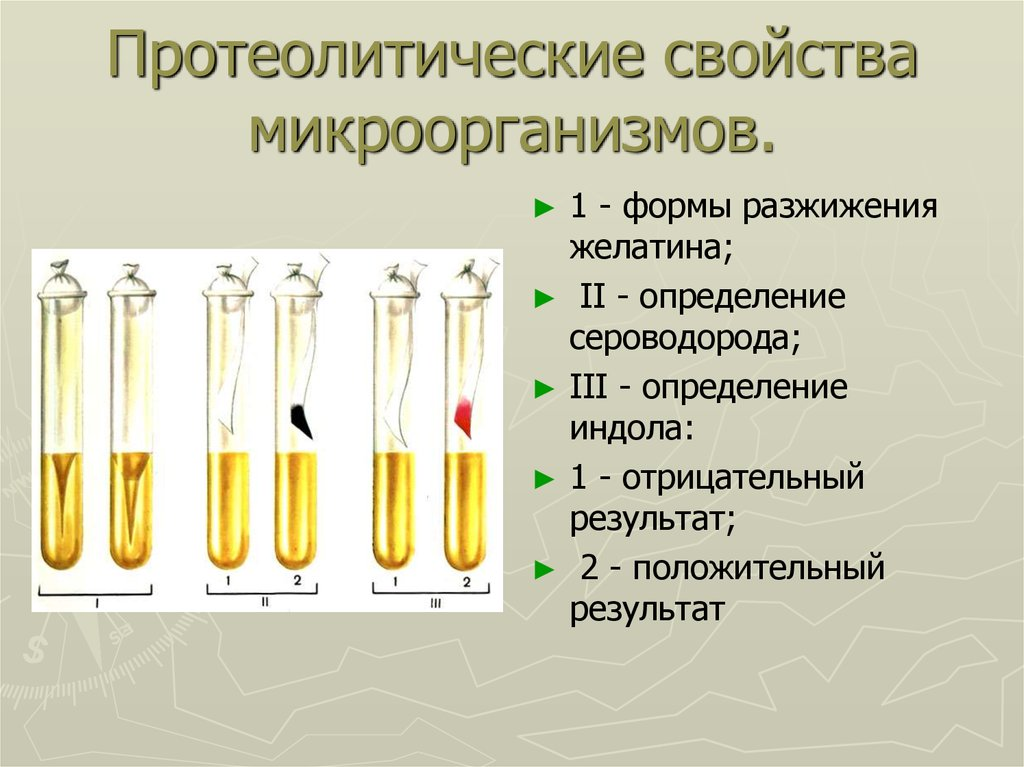 Протеолитические свойства
микроорганизмов.
► 1 - формы разжижения
желатина;
► II - определение
сероводорода;
► III - определение
индола:
► 1 - отрицательный
результат;
► 2 - положительный
результат
1 2 1 2
I II III
S
SE